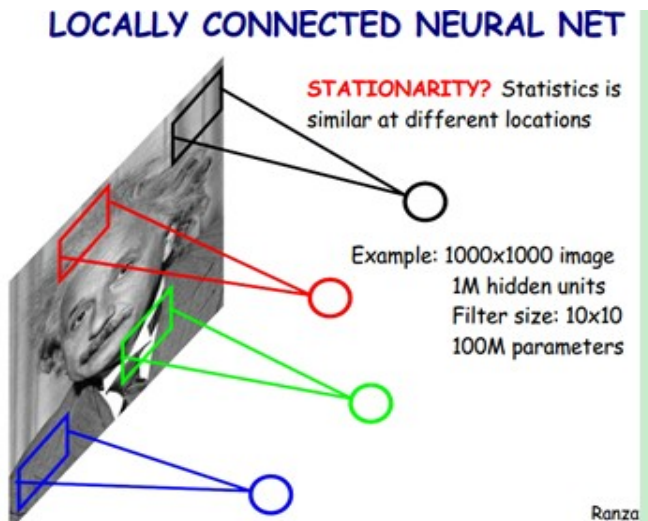 LOCALLY CONNECTED NEURAL NET
STATIONARITY? Statistics is
similar at different locations
Example: 1000x1000 image
1M hidden units
Filter size: 10x10
100M parameters
Ranza